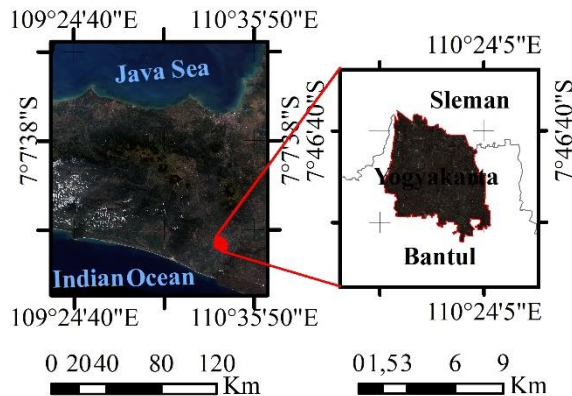 109°24'40"E 110°35'50"E
110°24'5"E
Java Sea
Sleman
7°7'38"S
7°7'38"S
7°46'40"S
7°46'40"S
Yogyakarta
Bantul
Indian Ocean
109°24'40"E 110°35'50"E
110°24'5"E
0 20 40 80 120
Km
0 1,5 3 6 9
Km